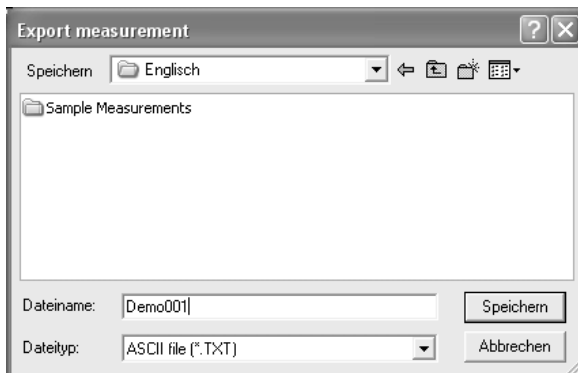 Export measurement
Speichern Englisch
Sample Measurements
Dateiname: Demo001
Speichern
Dateityp: ASCII file (*.TXT)
Abbrechen